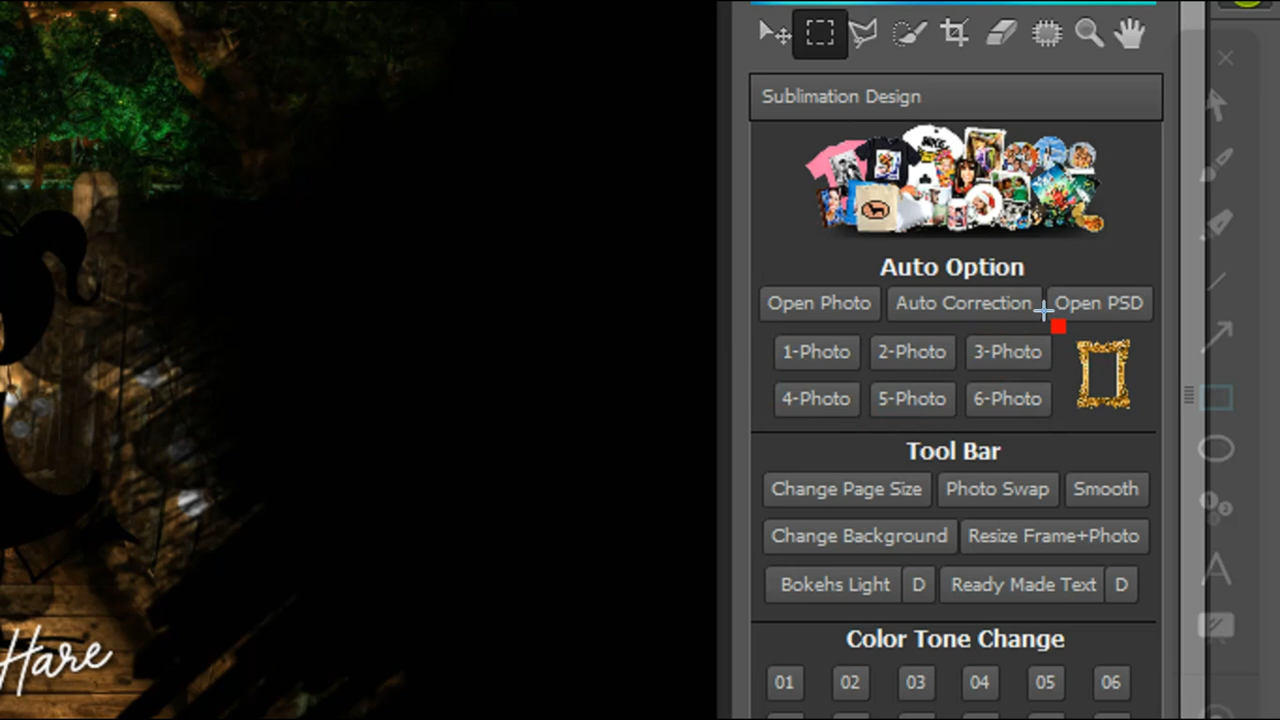 Sublimation Design
Auto Option
Open Photo Auto Correction Open PSD
1-Photo 2-Photo 3-Photo
4-Photo 5-Photo 6-Photo
Tool Bar
Change Page Size Photo Swap Smooth
Change Background Resize Frame+Photo
Bokehs Light D Ready Made Text D
Color Tone Change
01 02 03 04 05 06
Hare